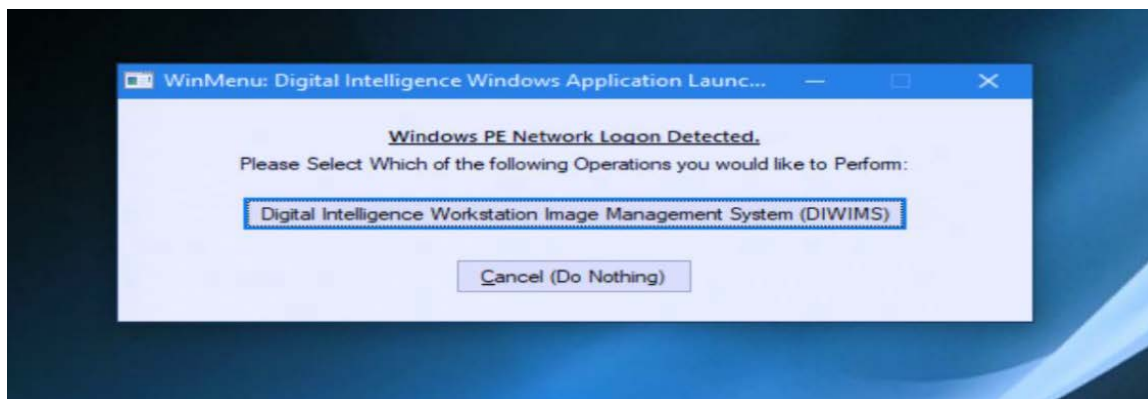 WinMenu: Digital Intelligence Windows Application Launc...
Windows PE Network Logon Detected.
Please Select Which of the following Operations you would like to Perform:
Digital Intelligence Workstation Image Management System (DIWIMS)
Cancel (Do Nothing)